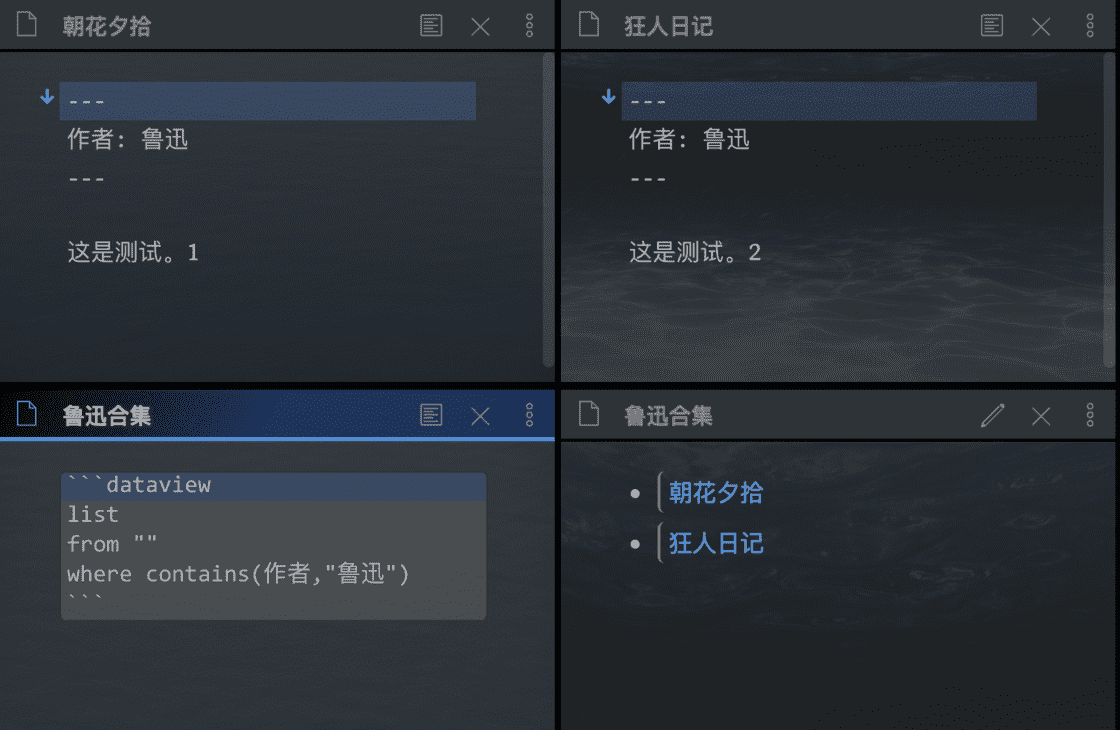 朝花夕拾
---
作者: 鲁迅
---
这是测试。1
狂人日记
---
作者: 鲁迅
---
这是测试。2
鲁迅合集
```dataview
list
from ""
where contains(作者,"鲁迅")
```
鲁迅合集
朝花夕拾
狂人日记